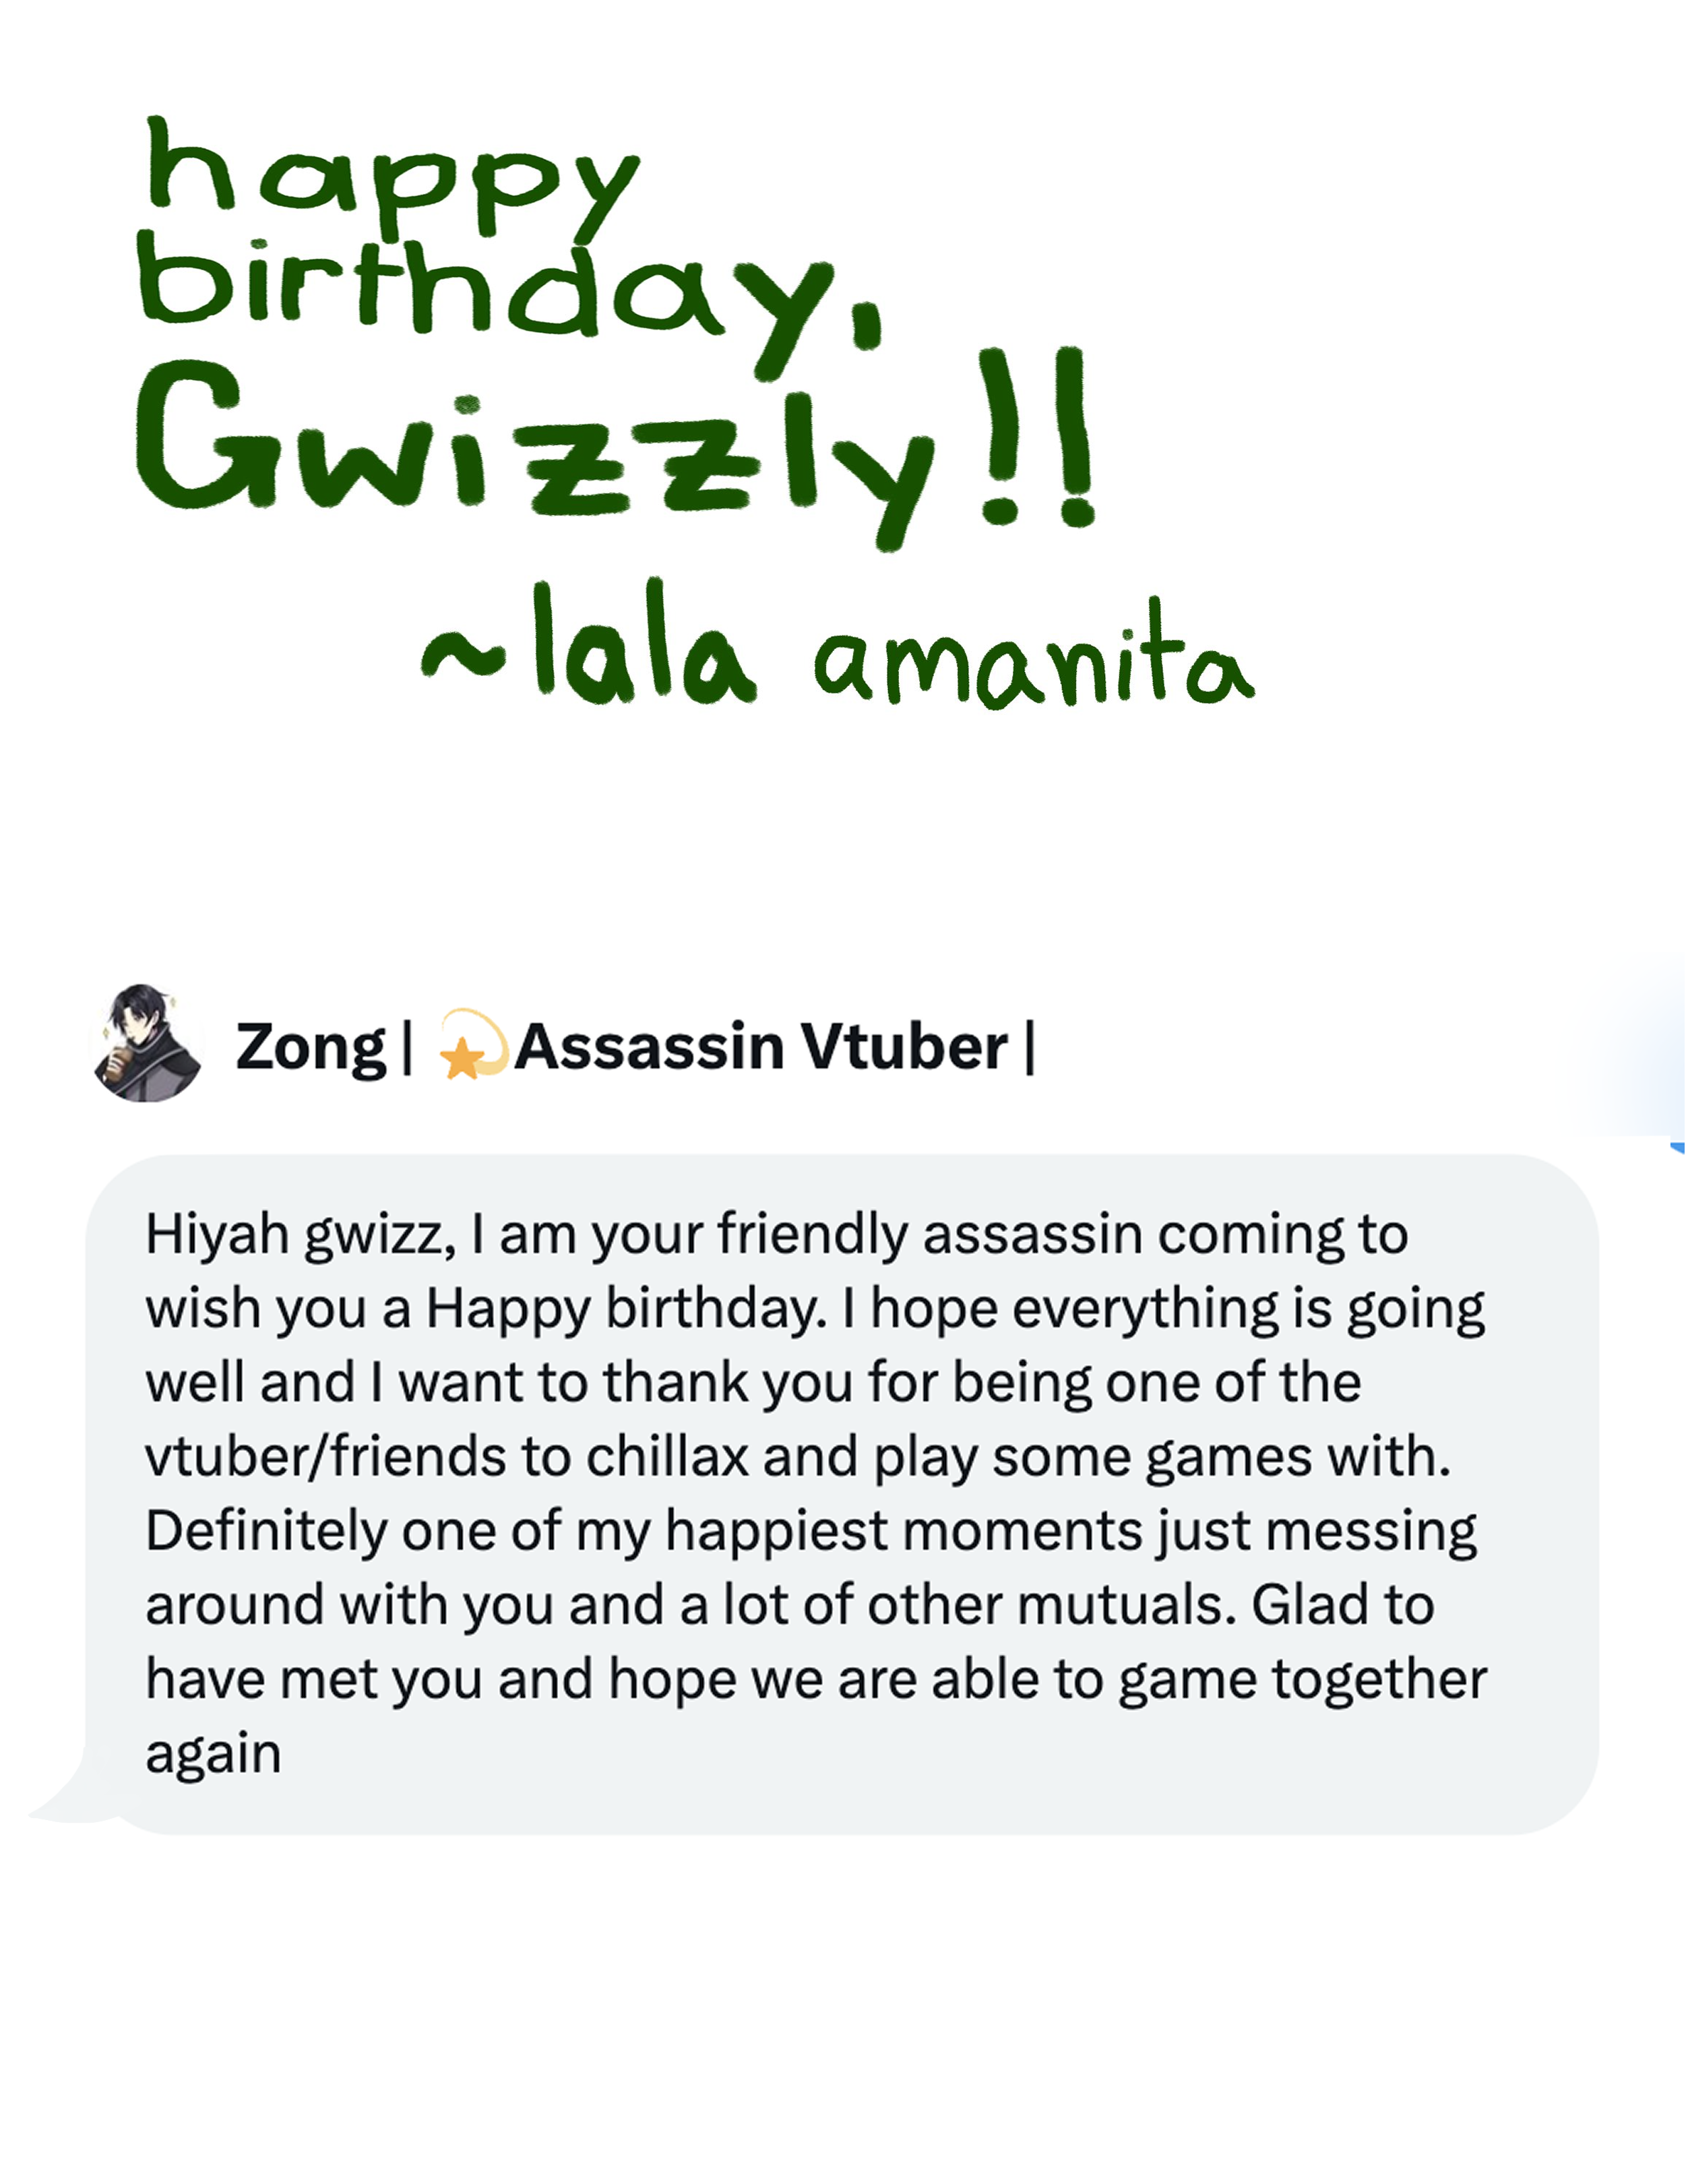 happy
birthday,
Gwizzly!!
~lala amanita
Zong | 💫Assassin Vtuber |
Hiyah gwizz, I am your friendly assassin coming to
wish you a Happy birthday. I hope everything is going
well and I want to thank you for being one of the
vtuber/friends to chillax and play some games with.
Definitely one of my happiest moments just messing
around with you and a lot of other mutuals. Glad to
have met you and hope we are able to game together
again